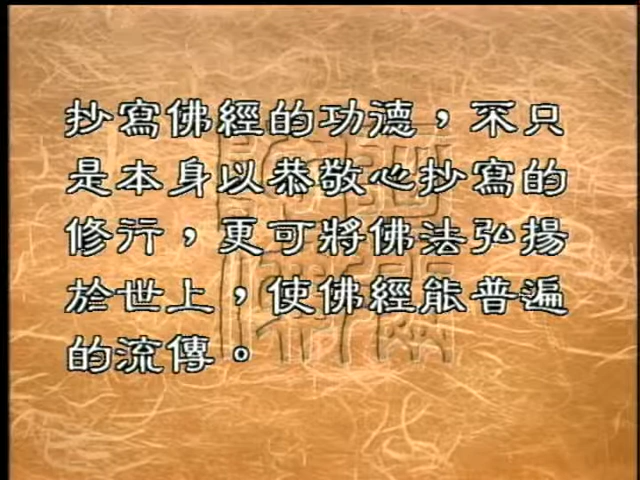 抄寫佛經的功德，不只
是本身以恭敬心抄寫的
修行，更可將佛法弘揚
於世上，使佛經能普遍
的流傳。